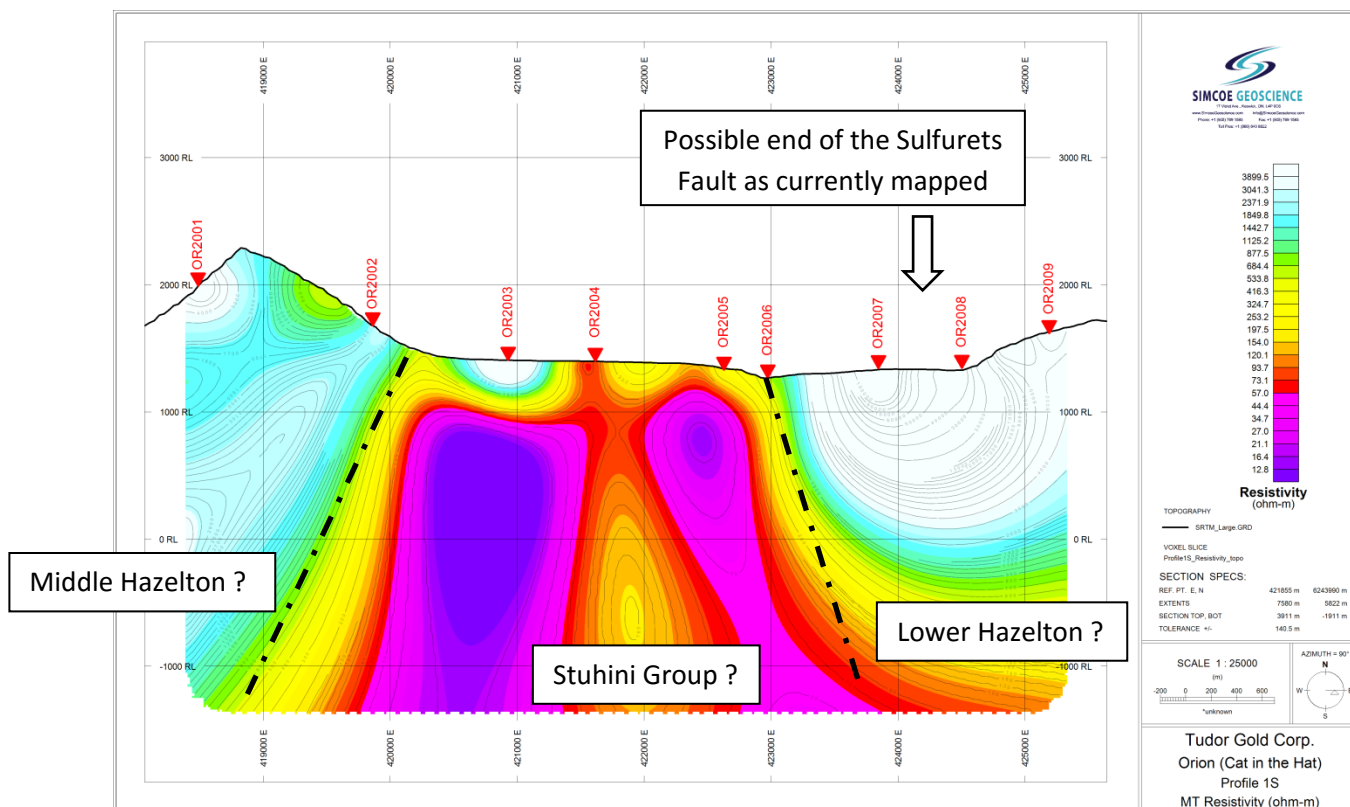 419000 E
420000 E
421000 E
422000 E
423000 E
424000 E
425000 E
3000 RL
3000 RL
2000 RL
2000 RL
1000 RL
1000 RL
0 RL
0 RL
-1000 RL
-1000 RL
Possible end of the Sulfurets
Fault as currently mapped
OR2001
OR2002
OR2003
OR2004
OR2005
OR2006
OR2007
OR2008
OR2009
Middle Hazelton ?
Stuhini Group ?
Lower Hazelton ?
419000 E
420000 E
421000 E
422000 E
423000 E
424000 E
425000 E
SIMCOE GEOSCIENCE
3899.5
3041.3
2371.9
1849.8
1442.7
1125.2
877.5
684.4
533.8
416.3
324.7
253.2
197.5
154.0
120.1
93.7
73.1
57.0
44.4
34.7
27.0
21.1
16.4
12.8
Resistivity
(ohm-m)
TOPOGRAPHY
SRTM_Large.GRD
VOXEL SLICE
Profile1S_Resistivity_topo
SECTION SPECS:
REF. PT. E, N 421855 m 6243990 m
EXTENTS 7580 m 5822 m
SECTION TOP, BOT 3911 m -1911 m
TOLERANCE +/- 140.5 m
SCALE 1 : 25000
(m)
-200 0 200 400 600
*unknown
AZIMUTH = 90°
N
W
E
S
Tudor Gold Corp.
Orion (Cat in the Hat)
Profile 1S
MT Resistivity (ohm-m)